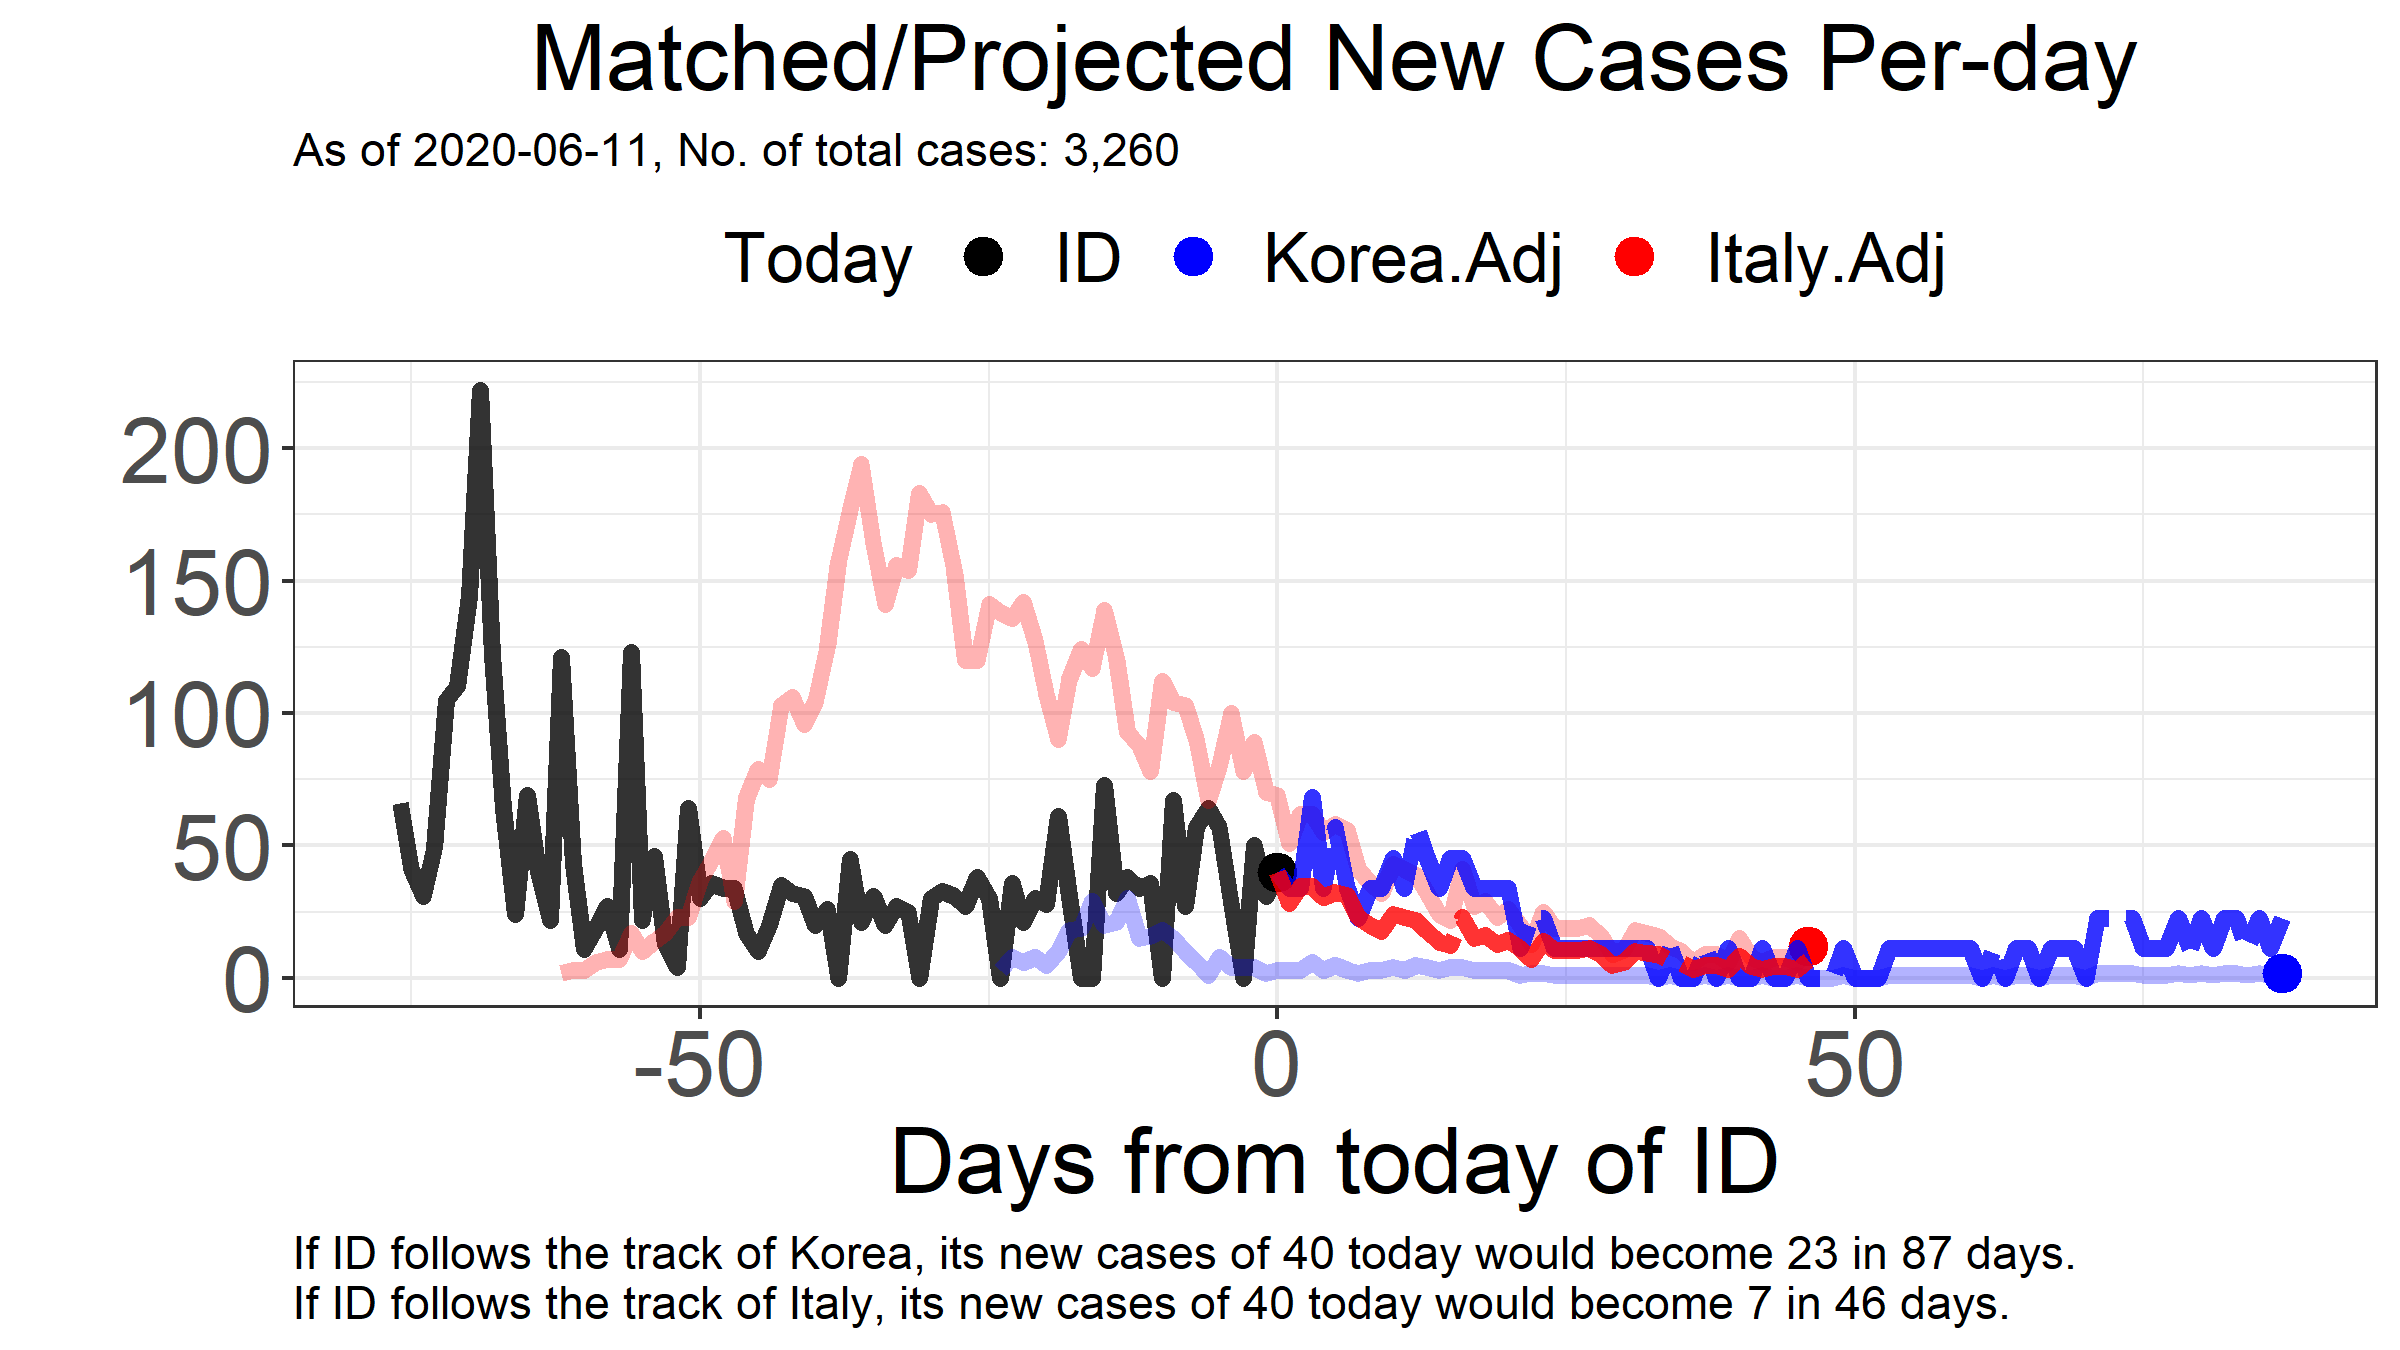 Matched/Projected New Cases Per-day
As of 2020-06-11, No. of total cases: 3,260
Today ID Korea.Adj Italy.Adj
200
150
100
50
0
-50 0 50
Days from today of ID
If ID follows the track of Korea, its new cases of 40 today would become 23 in 87 days.
If ID follows the track of Italy, its new cases of 40 today would become 7 in 46 days.